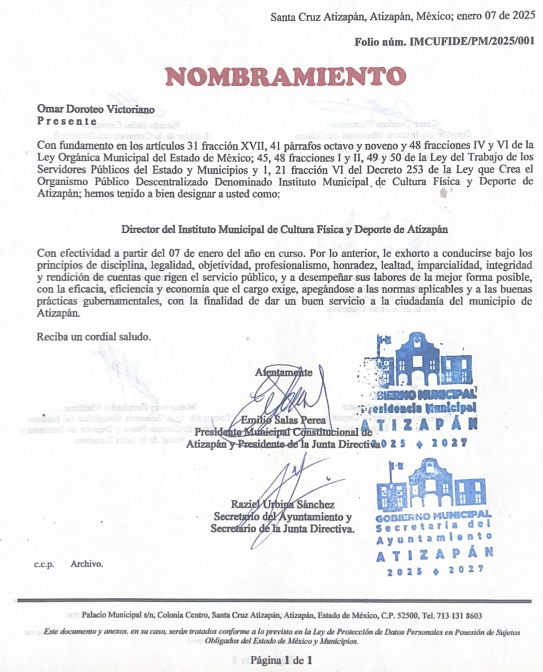 Santa Cruz Atizapán, Atizapán, México; enero 07 de 2025
Folio núm. IMCUFIDE/PM/2025/001
NOMBRAMIENTO
Omar Doroteo Victoriano
Presente
Con fundamento en los artículos 31 fracción XVII, 41 párrafos octavo y noveno y 48 fracciones IV y VI de la
Ley Orgánica Municipal del Estado de México; 45, 48 fracciones I y II, 49 y 50 de la Ley del Trabajo de los
Servidores Públicos del Estado y Municipios y 1, 21 fracción VI del Decreto 253 de la Ley que Crea el
Organismo Público Descentralizado Denominado Instituto Municipal de Cultura Física y Deporte de
Atizapán; hemos tenido a bien designar a usted como:
Director del Instituto Municipal de Cultura Física y Deporte de Atizapán
Con efectividad a partir del 07 de enero del año en curso. Por lo anterior, le exhorto a conducirse bajo los
principios de disciplina, legalidad, objetividad, profesionalismo, honradez, lealtad, imparcialidad, integridad
y rendición de cuentas que rigen el servicio público, y a desempeñar sus labores de la mejor forma posible,
con la eficacia, eficiencia y economía que el cargo exige, apegándose a las normas aplicables y a las buenas
prácticas gubernamentales, con la finalidad de dar un buen servicio a la ciudadanía del municipio de
Atizapán.
Reciba un cordial saludo.
Atentamente
Emilio Salas Perea
Presidente Municipal Constitucional de
Atizapán y Presidente de la Junta Directiva
GOBIERNO MUNICIPAL
Presidencia Municipal
ATIZAPÁN
2025 2027
Raziel Urbina Sánchez
Secretario del Ayuntamiento y
Secretario de la Junta Directiva.
GOBIERNO MUNICIPAL
Secretaría del
Ayuntamiento
ATIZAPÁN
2025 2027
c.c.p. Archivo.
Palacio Municipal s/n, Colonia Centro, Santa Cruz Atizapán, Atizapán, Estado de México, C.P. 52500, Tel. 713 131 8603
Este documento y anexos, en su caso, serán tratados conforme a lo previsto en la Ley de Protección de Datos Personales en Posesión de Sujetos
Obligados del Estado de México y Municipios.
Página 1 de 1